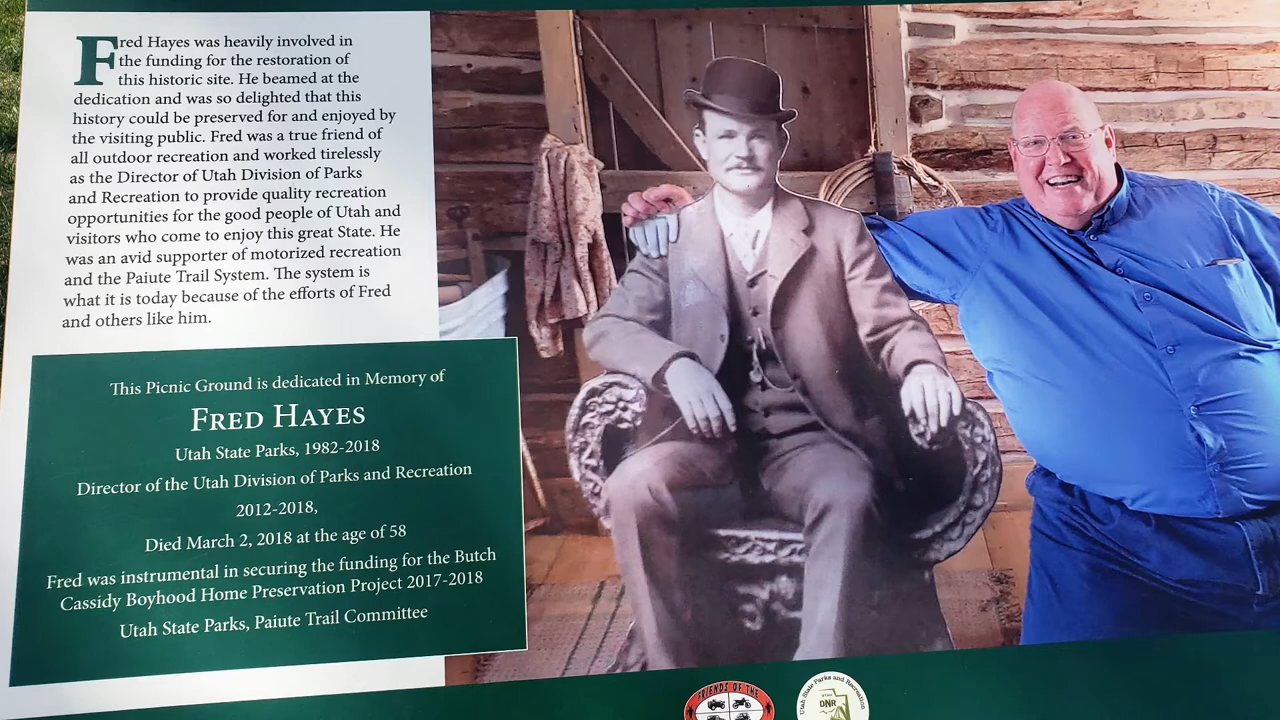 Fred Hayes was heavily involved in
the funding for the restoration of
this historic site. He beamed at the
dedication and was so delighted that this
history could be preserved for and enjoyed by
the visiting public. Fred was a true friend of
all outdoor recreation and worked tirelessly
as the Director of Utah Division of Parks
and Recreation to provide quality recreation
opportunities for the good people of Utah and
visitors who come to enjoy this great State. He
was an avid supporter of motorized recreation
and the Paiute Trail System. The system is
what it is today because of the efforts of Fred
and others like him.
This Picnic Ground is dedicated in Memory of
FRED HAYES
Utah State Parks, 1982-2018
Director of the Utah Division of Parks and Recreation
2012-2018,
Died March 2, 2018 at the age of 58
Fred was instrumental in securing the funding for the Butch
Cassidy Boyhood Home Preservation Project 2017-2018
Utah State Parks, Paiute Trail Committee
FRIENDS OF THE
Utah State Parks and Recreation
UTAH
DNR